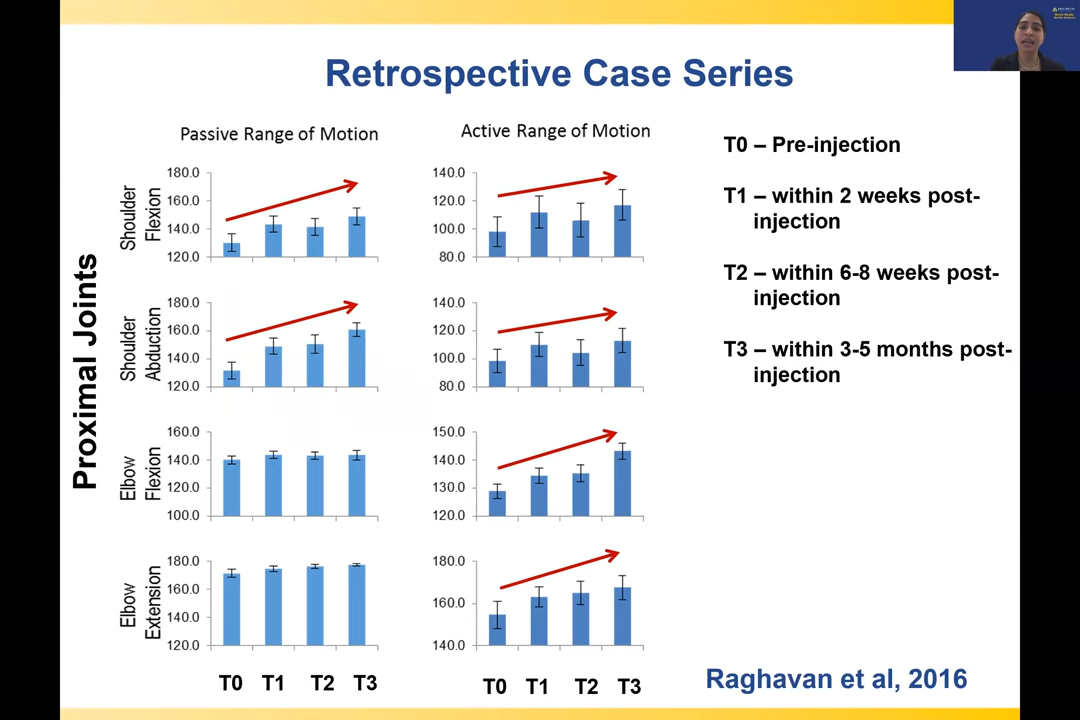 Retrospective Case Series
Passive Range of Motion
Active Range of Motion
Proximal Joints
Shoulder
Flexion
180.0
160.0
140.0
120.0
140.0
120.0
100.0
80.0
Shoulder
Abduction
180.0
160.0
140.0
120.0
140.0
120.0
100.0
80.0
Elbow
Flexion
160.0
140.0
120.0
100.0
150.0
140.0
130.0
120.0
Elbow
Extension
180.0
160.0
140.0
120.0
180.0
160.0
140.0
T0 T1 T2 T3
T0 T1 T2 T3
T0 – Pre-injection
T1 – within 2 weeks post-
injection
T2 – within 6-8 weeks post-
injection
T3 – within 3-5 months post-
injection
Raghavan et al, 2016